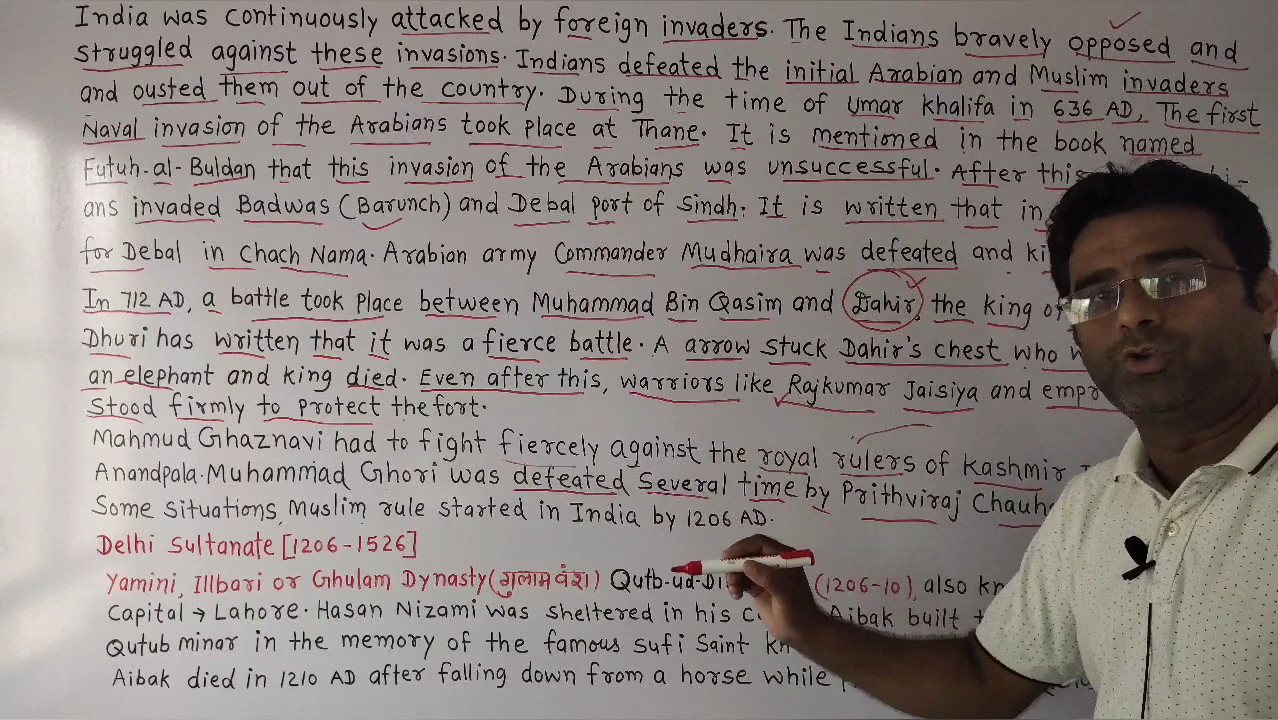 India was continuously attacked by foreign invaders. The Indians bravely opposed and
struggled against these invasions. Indians defeated the initial Arabian and Muslim invaders
and ousted them out of the country. During the time of Umar khalifa in 636 AD, The first
Naval invasion of the Arabians took place at Thane. It is mentioned in the book named
Futuh-al-Buldan that this invasion of the Arabians was unsuccessful. After this
ans invaded Badwas (Barunch) and Debal port of Sindh. It is written that in
for Debal in Chach Nama. Arabian army Commander Mudhaira was defeated and
In 712 AD, a battle took place between Muhammad Bin Qasim and Dahir, the king
Dhuri has written that it was a fierce battle. A arrow stuck Dahir's chest who
an elephant and king died. Even after this, warriors like Rajkumar Jaisiya and
Stood firmly to protect the fort.
Mahmud Ghaznavi had to fight fiercely against the royal rulers of Kashmir
Anandpala. Muhammad Ghori was defeated several time by Prithviraj
Some situations, Muslim rule started in India by 1206 AD.
Delhi Sultanate [1206-1526]
Yamini, Illbari or Ghulam Dynasty (गुलाम वंश) Qutb-ud- (1206-10), also
Capital → Lahore. Hasan Nizami was sheltered in his Aibak built
Qutub minar in the memory of the famous sufi Saint
Aibak died in 1210 AD after falling down from a horse while